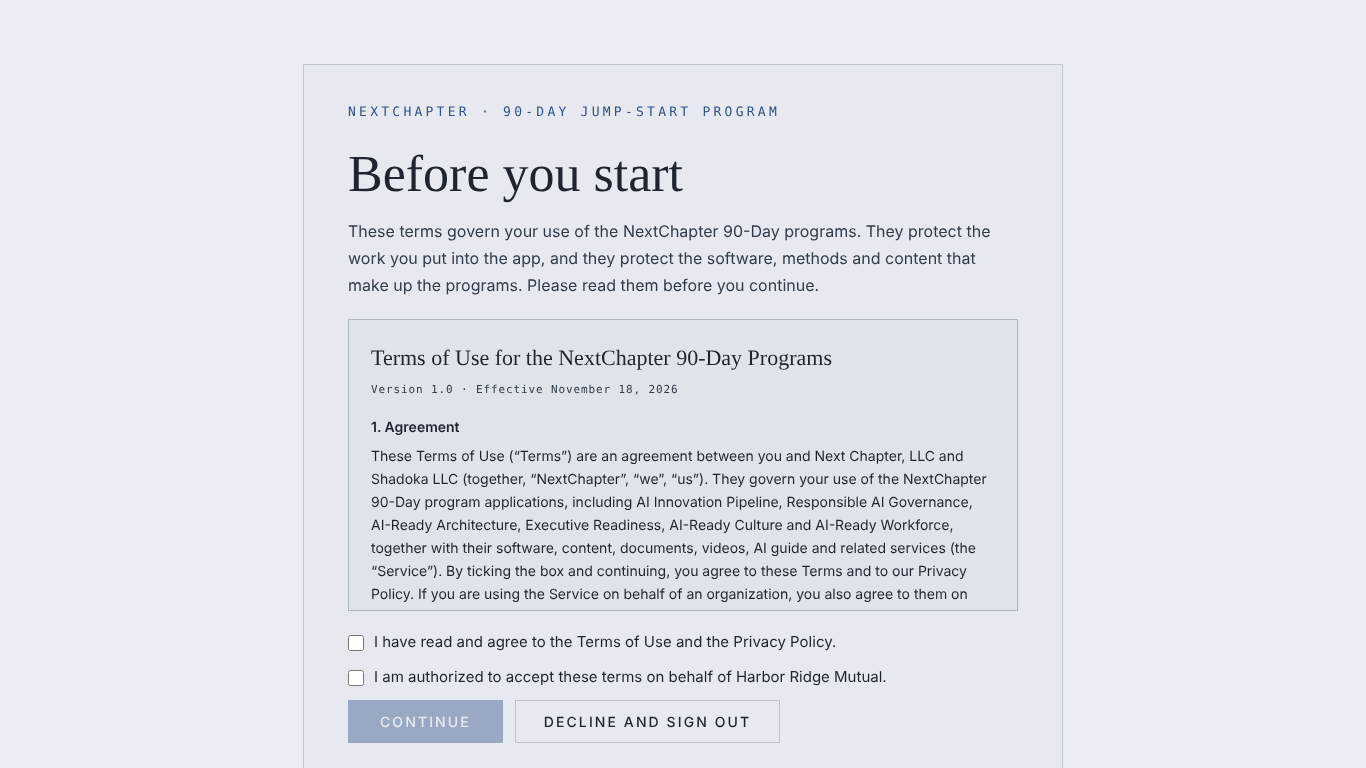 NEXTCHAPTER · 90-DAY JUMP-START PROGRAM
Before you start
These terms govern your use of the NextChapter 90-Day programs. They protect the
work you put into the app, and they protect the software, methods and content that
make up the programs. Please read them before you continue.
Terms of Use for the NextChapter 90-Day Programs
Version 1.0 · Effective November 18, 2026
1. Agreement
These Terms of Use (“Terms”) are an agreement between you and Next Chapter, LLC and
Shadoka LLC (together, “NextChapter”, “we”, “us”). They govern your use of the NextChapter
90-Day program applications, including AI Innovation Pipeline, Responsible AI Governance,
AI-Ready Architecture, Executive Readiness, AI-Ready Culture and AI-Ready Workforce,
together with their software, content, documents, videos, AI guide and related services (the
“Service”). By ticking the box and continuing, you agree to these Terms and to our Privacy
Policy. If you are using the Service on behalf of an organization, you also agree to them on
I have read and agree to the Terms of Use and the Privacy Policy.
I am authorized to accept these terms on behalf of Harbor Ridge Mutual.
CONTINUE
DECLINE AND SIGN OUT